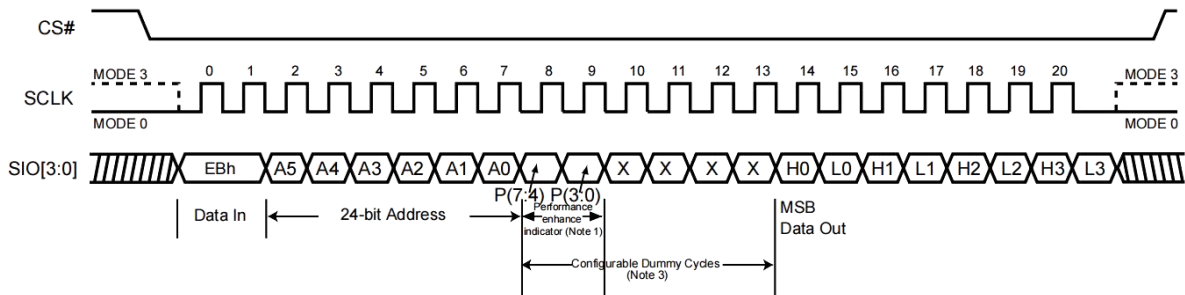 CS#
MODE 3
0 1 2 3 4 5 6 7 8 9 10 11 12 13 14 15 16 17 18 19 20
MODE 3
SCLK
MODE 0
MODE 0
SIO[3:0]
EBh A5 A4 A3 A2 A1 A0 X X X X H0 L0 H1 L1 H2 L2 H3 L3
P(7:4) P(3:0)
Data In
24-bit Address
Performance
enhance
indicator (Note 1)
MSB
Data Out
Configurable Dummy Cycles
(Note 3)